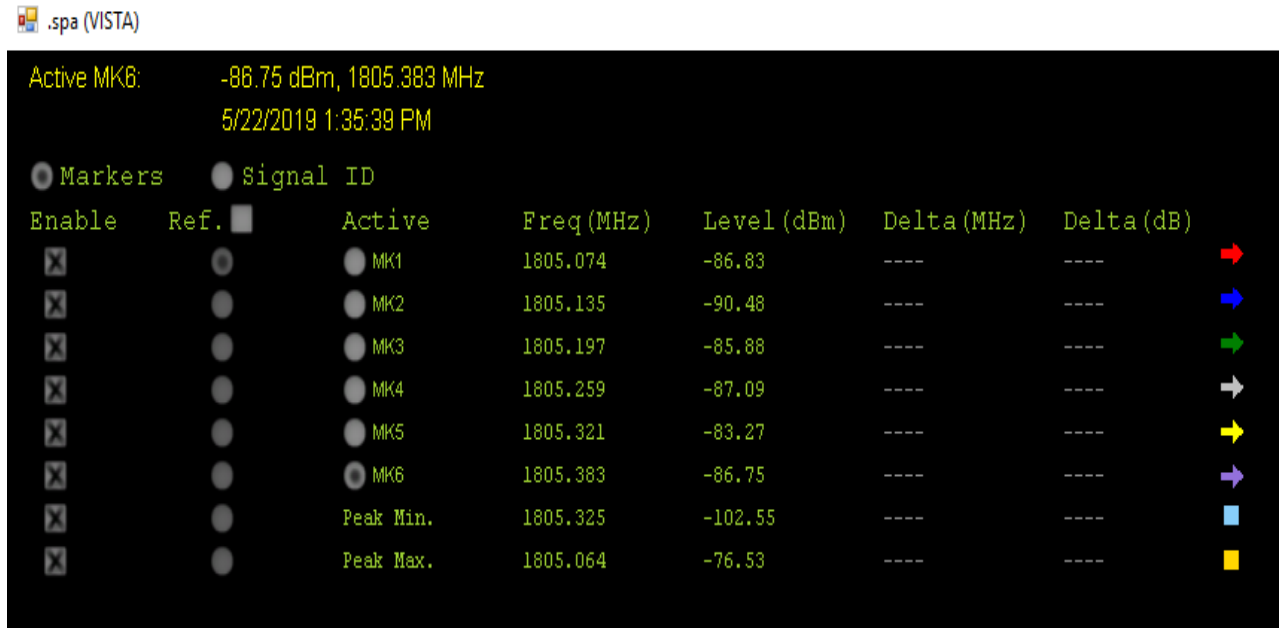 .spa (VISTA)
Active MK6: -86.75 dBm, 1805.383 MHz
5/22/2019 1:35:39 PM
Markers Signal ID
Enable Ref. Active Freq(MHz) Level(dBm) Delta(MHz) Delta(dB)
X MK1 1805.074 -86.83 ---- ----
X MK2 1805.135 -90.48 ---- ----
X MK3 1805.197 -85.88 ---- ----
X MK4 1805.259 -87.09 ---- ----
X MK5 1805.321 -83.27 ---- ----
X MK6 1805.383 -86.75 ---- ----
X Peak Min. 1805.325 -102.55 ---- ----
X Peak Max. 1805.064 -76.53 ---- ----